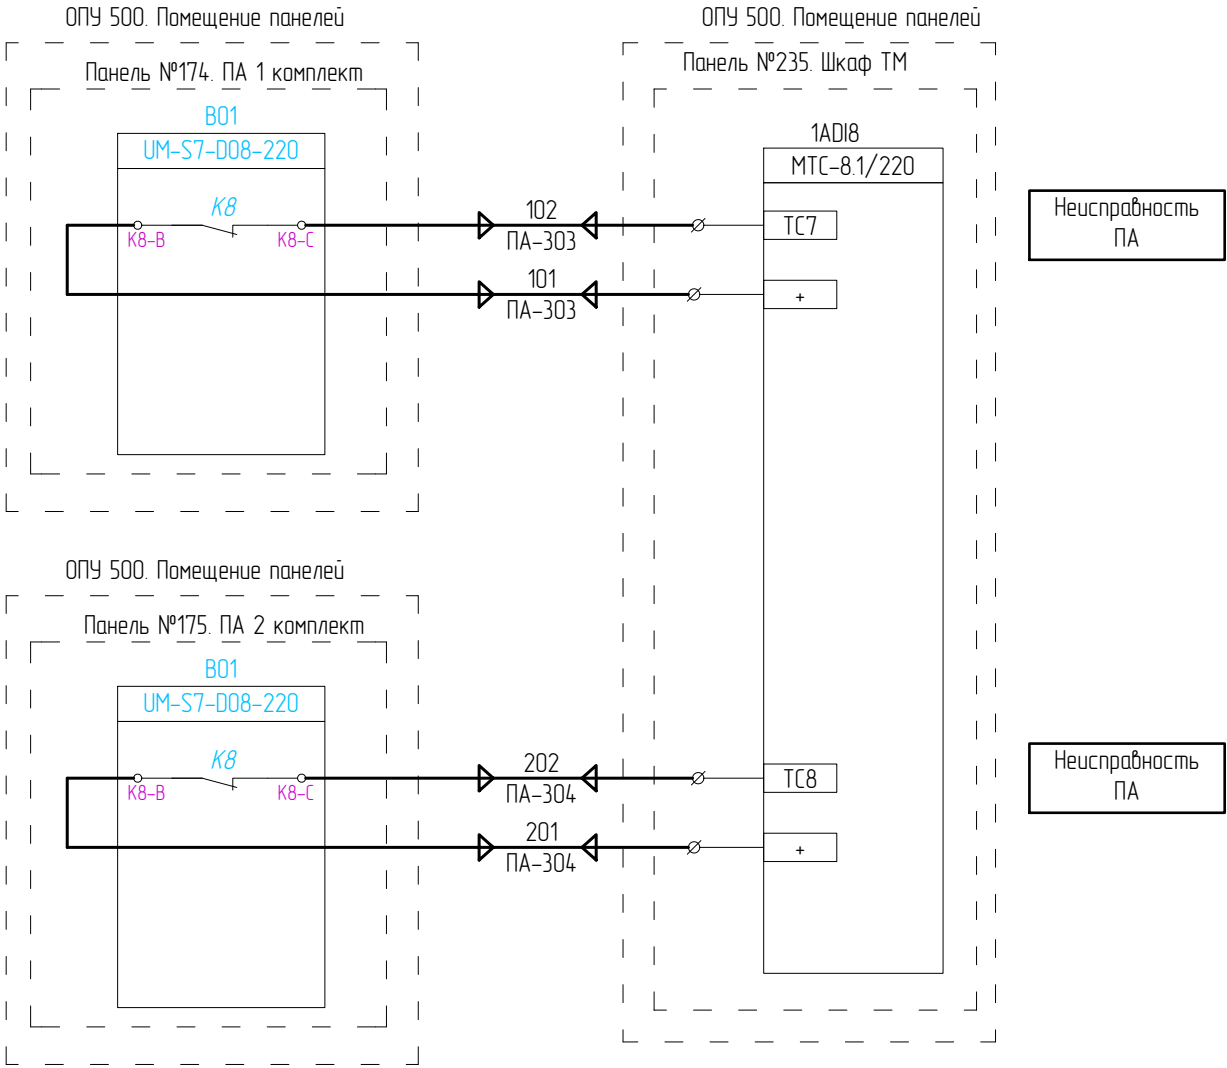 ОПУ 500. Помещение панелей
Панель №174. ПА 1 комплект
B01
UM-S7-D08-220
K8
K8-B
K8-C
102
ПА-303
101
ПА-303
ОПУ 500. Помещение панелей
Панель №235. Шкаф ТМ
1ADI8
МТС-8.1/220
ТС7
+
Неисправность
ПА
ОПУ 500. Помещение панелей
Панель №175. ПА 2 комплект
B01
UM-S7-D08-220
K8
K8-B
K8-C
202
ПА-304
201
ПА-304
ТС8
+
Неисправность
ПА